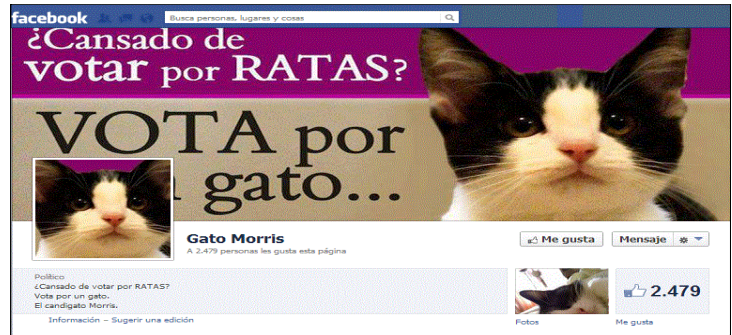 facebook
Busca personas, lugares y cosas
¿Cansado de
votar por RATAS?
VOTA por
un gato...
Gato Morris
A 2.479 personas les gusta esta página
Me gusta
Mensaje
Político
¿Cansado de votar por RATAS?
Vota por un gato.
El candigato Morris.
Información – Sugerir una edición
2.479
Fotos
Me gusta